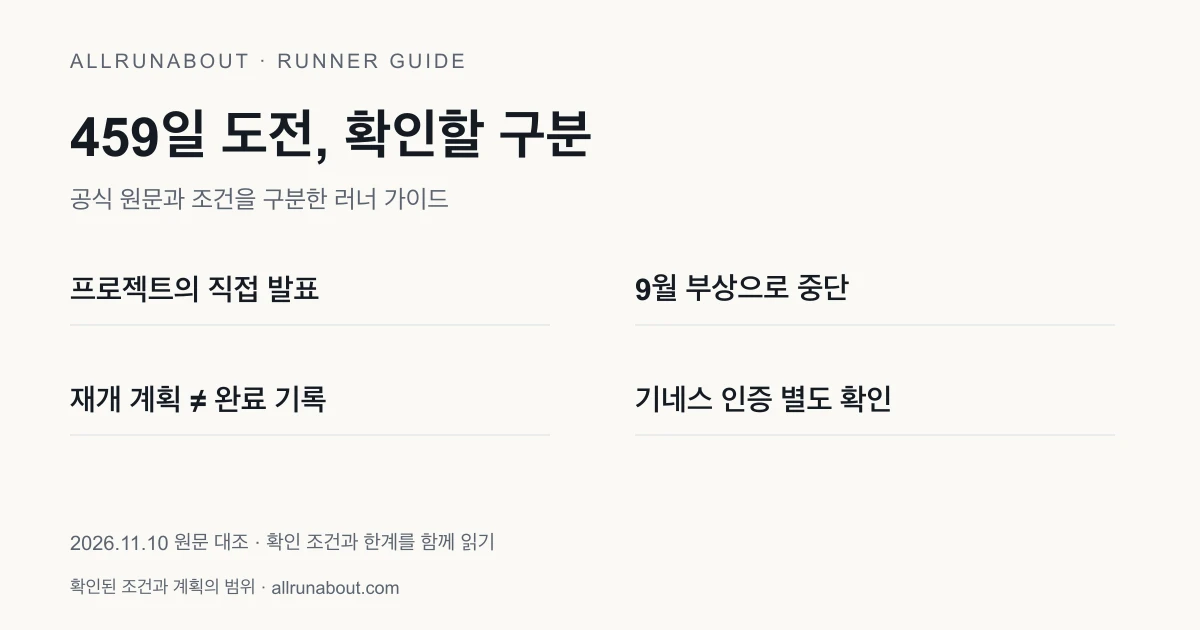 ALLRUNABOUT · RUNNER GUIDE
459일 도전, 확인할 구분
공식 원문과 조건을 구분한 러너 가이드
프로젝트의 직접 발표
9월 부상으로 중단
재개 계획 ≠ 완료 기록
기네스 인증 별도 확인
2026.11.10 원문 대조 · 확인 조건과 한계를 함께 읽기
확인된 조건과 계획의 범위 · allrunabout.com